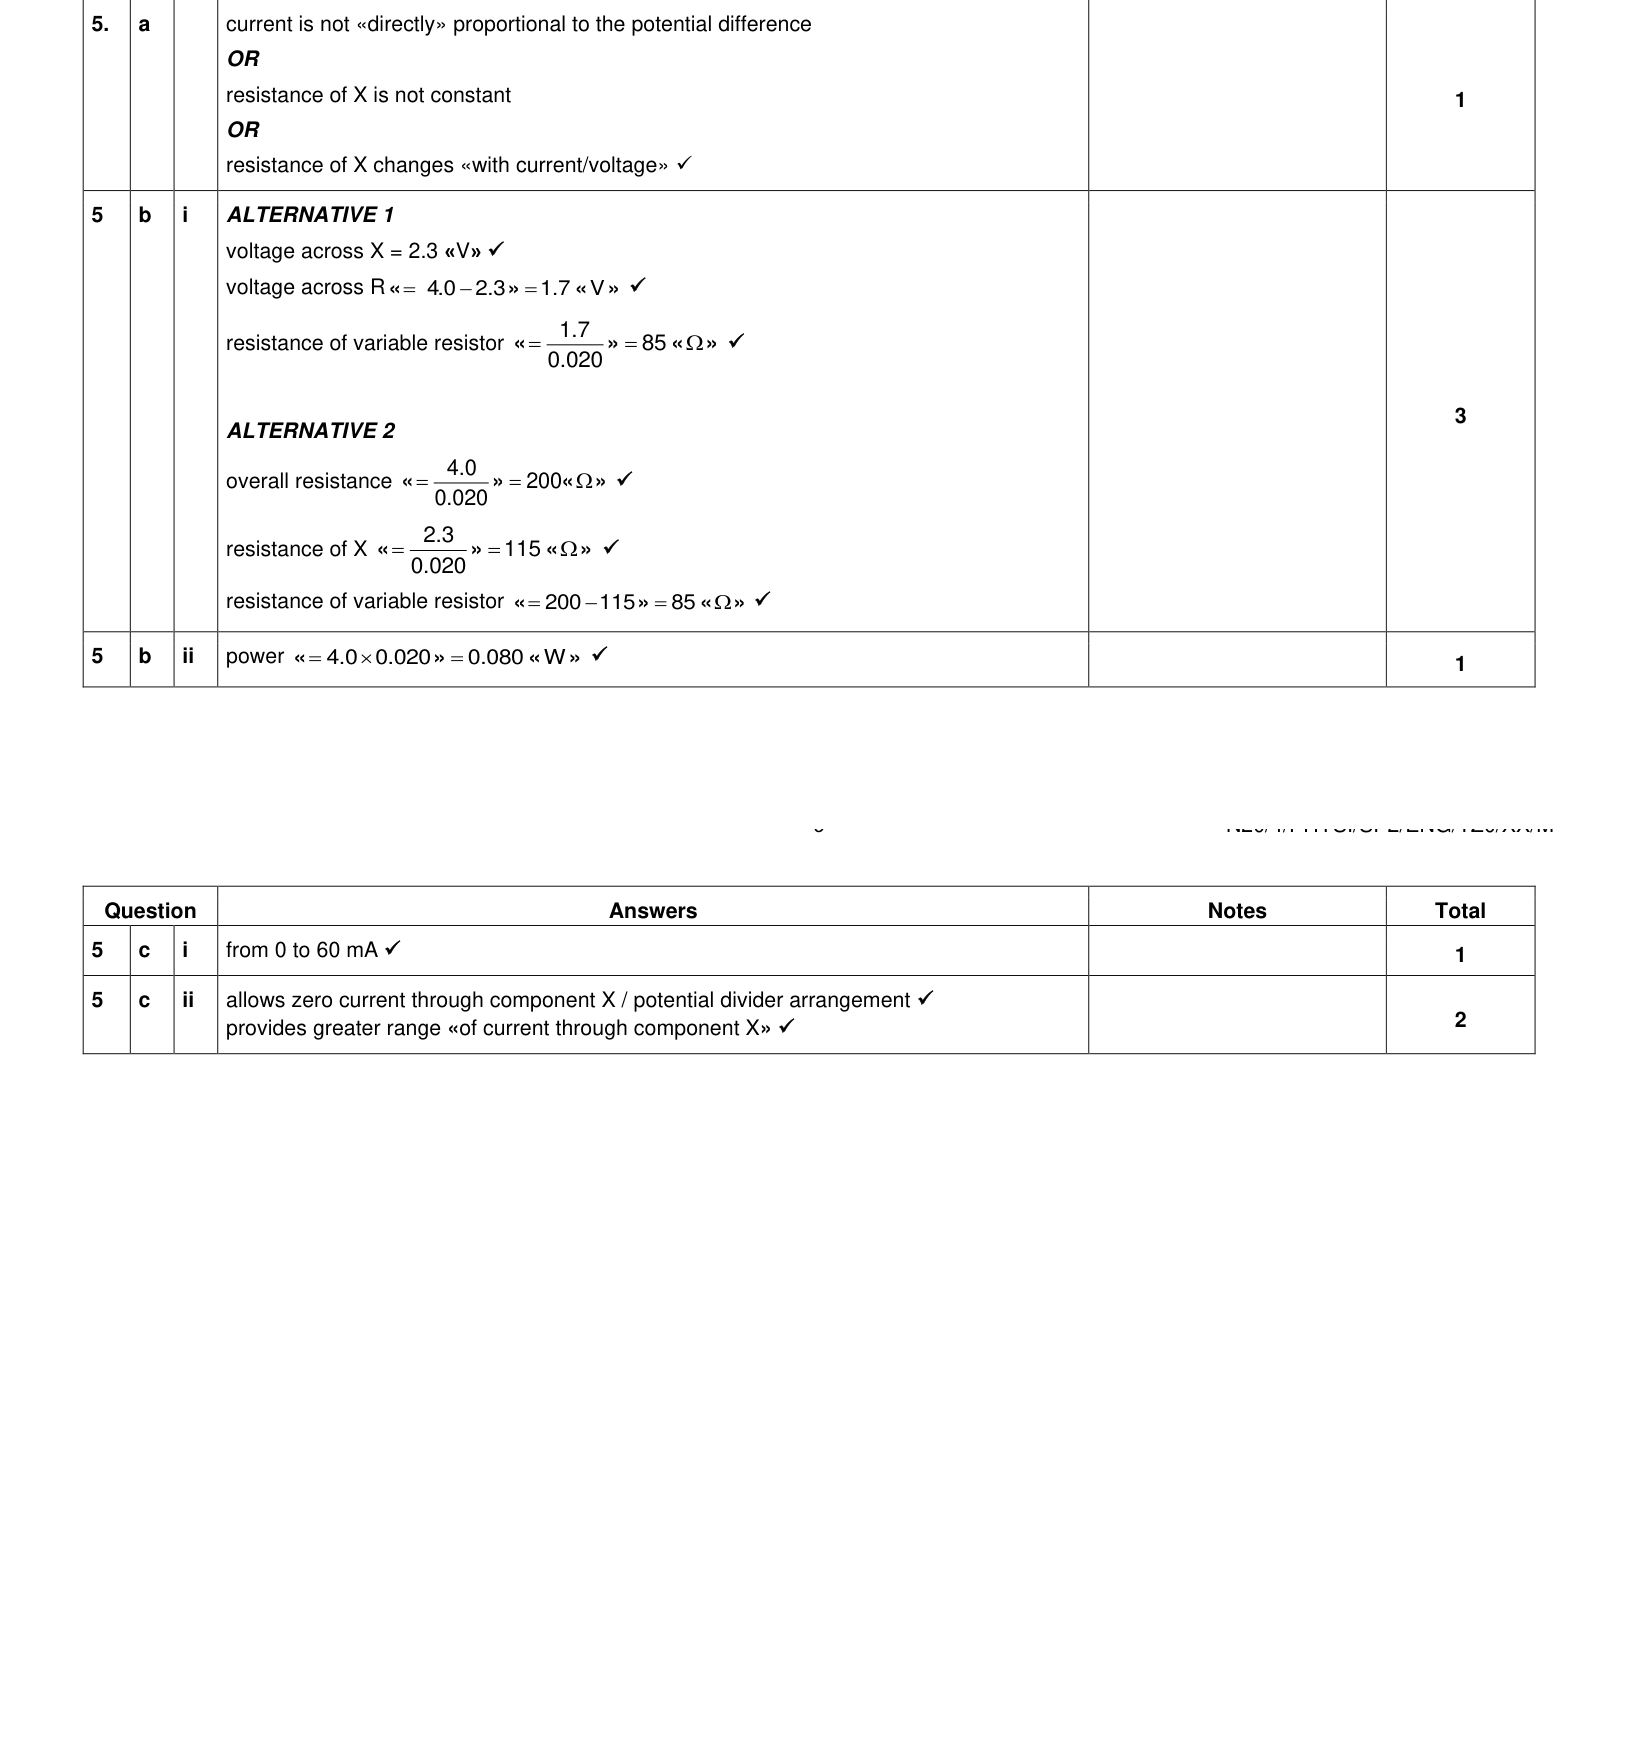 5. a current is not «directly» proportional to the potential difference
OR
resistance of X is not constant
1
OR
resistance of X changes «with current/voltage» ✓
5 b i ALTERNATIVE 1
voltage across X = 2.3 «V» ✓
voltage across R «= 4.0 – 2.3» = 1.7 «V» ✓
resistance of variable resistor «= 1.7/0.020» = 85 «Ω» ✓
3
ALTERNATIVE 2
overall resistance «= 4.0/0.020» = 200«Ω» ✓
resistance of X «= 2.3/0.020» = 115 «Ω» ✓
resistance of variable resistor «= 200 – 115» = 85 «Ω» ✓
5 b ii power «= 4.0 × 0.020» = 0.080 «W» ✓ 1
Question Answers Notes Total
5 c i from 0 to 60 mA ✓ 1
5 c ii allows zero current through component X / potential divider arrangement ✓
provides greater range «of current through component X» ✓
2